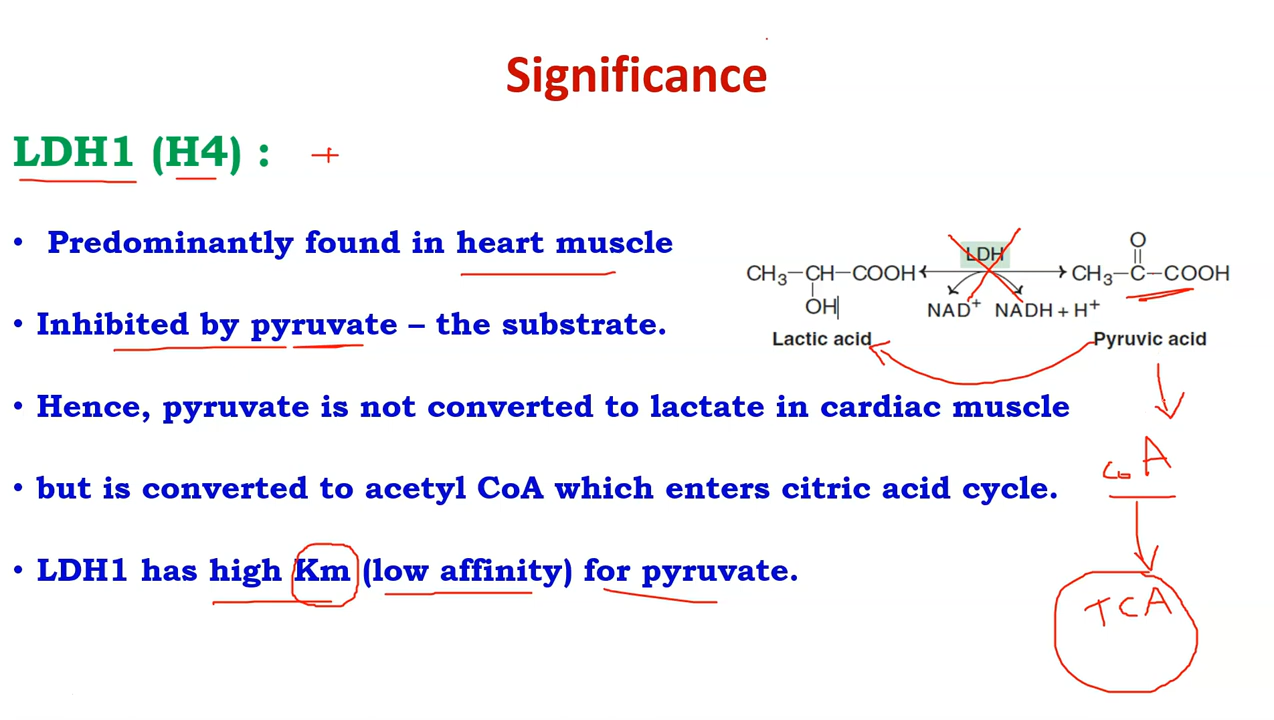 Significance
LDH1 (H4) : +
• Predominantly found in heart muscle
• Inhibited by pyruvate – the substrate.
• Hence, pyruvate is not converted to lactate in cardiac muscle
• but is converted to acetyl CoA which enters citric acid cycle.
• LDH1 has high Km (low affinity) for pyruvate.
LDH
O
CH₃–CH–COOH
CH₃–C–COOH
OH
NAD⁺
NADH + H⁺
Lactic acid
Pyruvic acid
CoA
TCA